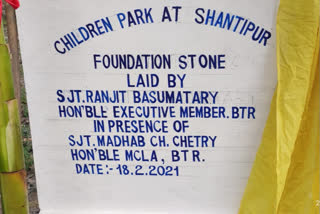 CHILDREN PARK AT SHANTIPUR
FOUNDATION STONE
LAID BY
SJT.RANJIT BASUMATARY
HON'BLE EXECUTIVE MEMBER.BTR
IN PRESENCE OF
SJT.MADHAB CH. CHETRY
HON'BLE MCLA, BTR.
DATE:- 18.2.2021